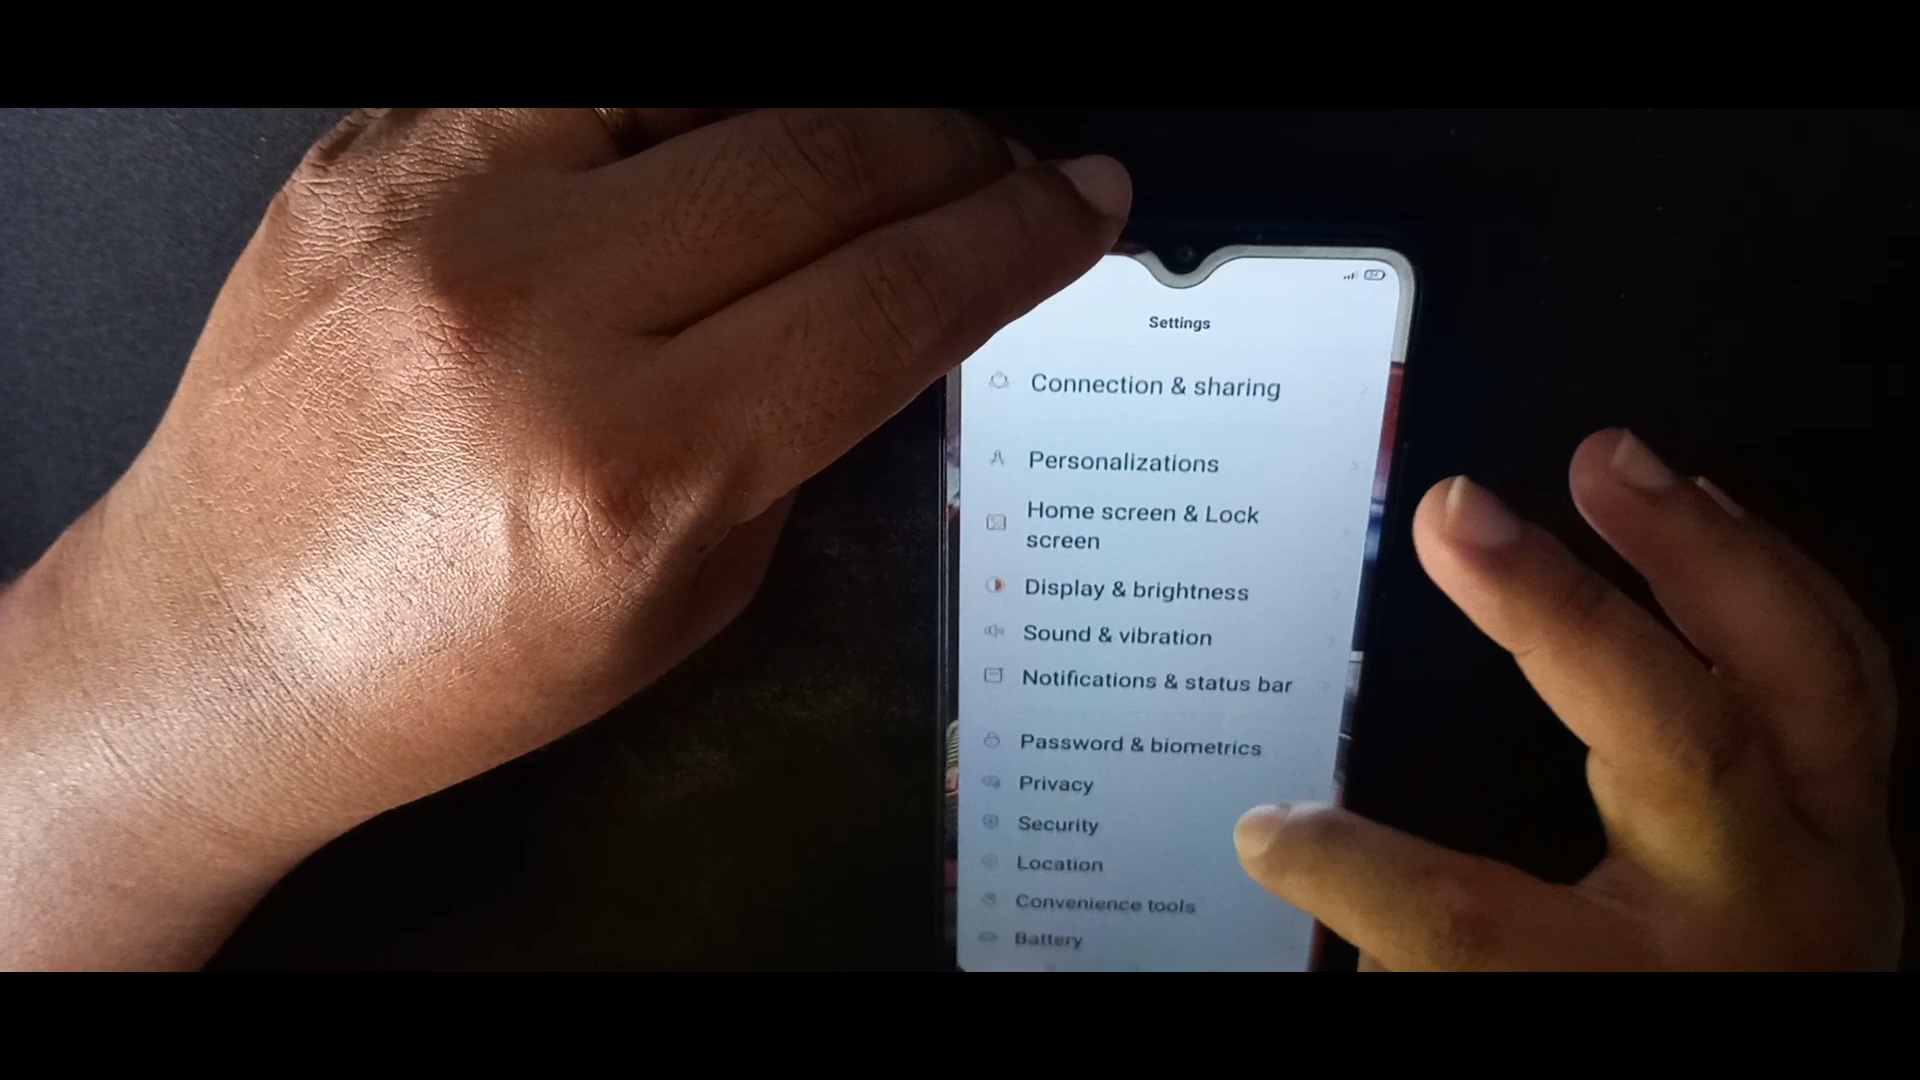 Settings
Connection & sharing
Personalizations
Home screen & Lock
screen
Display & brightness
Sound & vibration
Notifications & status bar
Password & biometrics
Privacy
Security
Location
Convenience tools
Battery